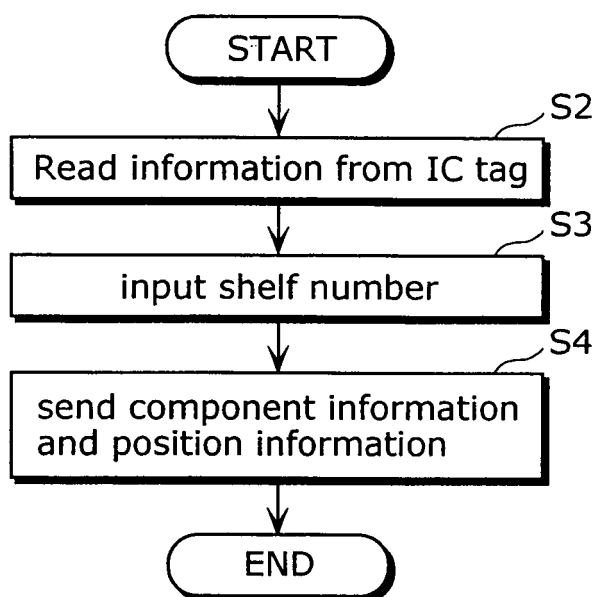 START
S2
Read information from IC tag
S3
input shelf number
S4
send component information
and position information
END